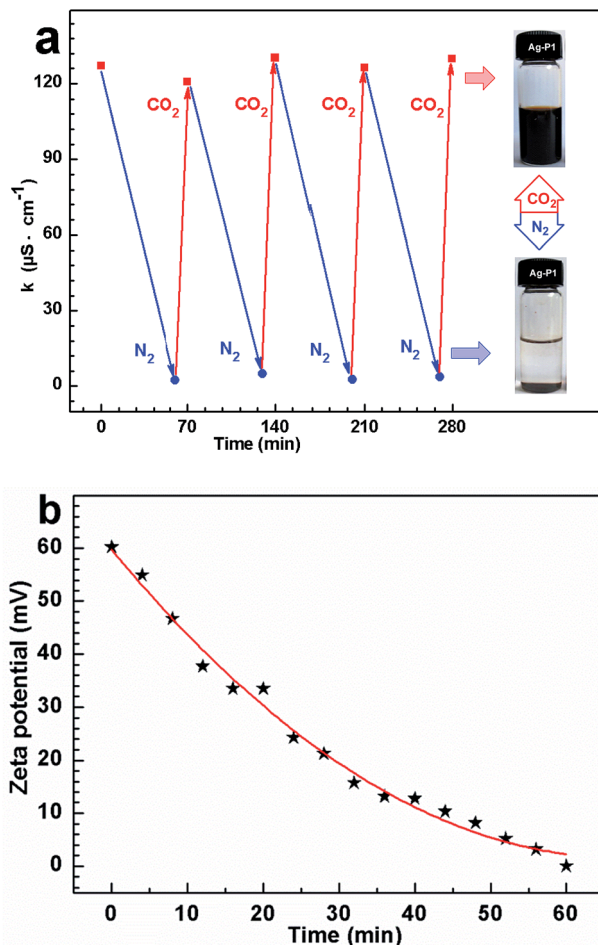 a
Ag-P1
120
CO₂ CO₂ CO₂ CO₂
90
k (μS· cm⁻¹)
CO₂
N₂
60
Ag-P1
30
N₂ N₂ N₂ N₂
0
0 70 140 210 280
Time (min)
b
60
50
Zeta potential (mV)
40
30
20
10
0
0 10 20 30 40 50 60
Time (min)